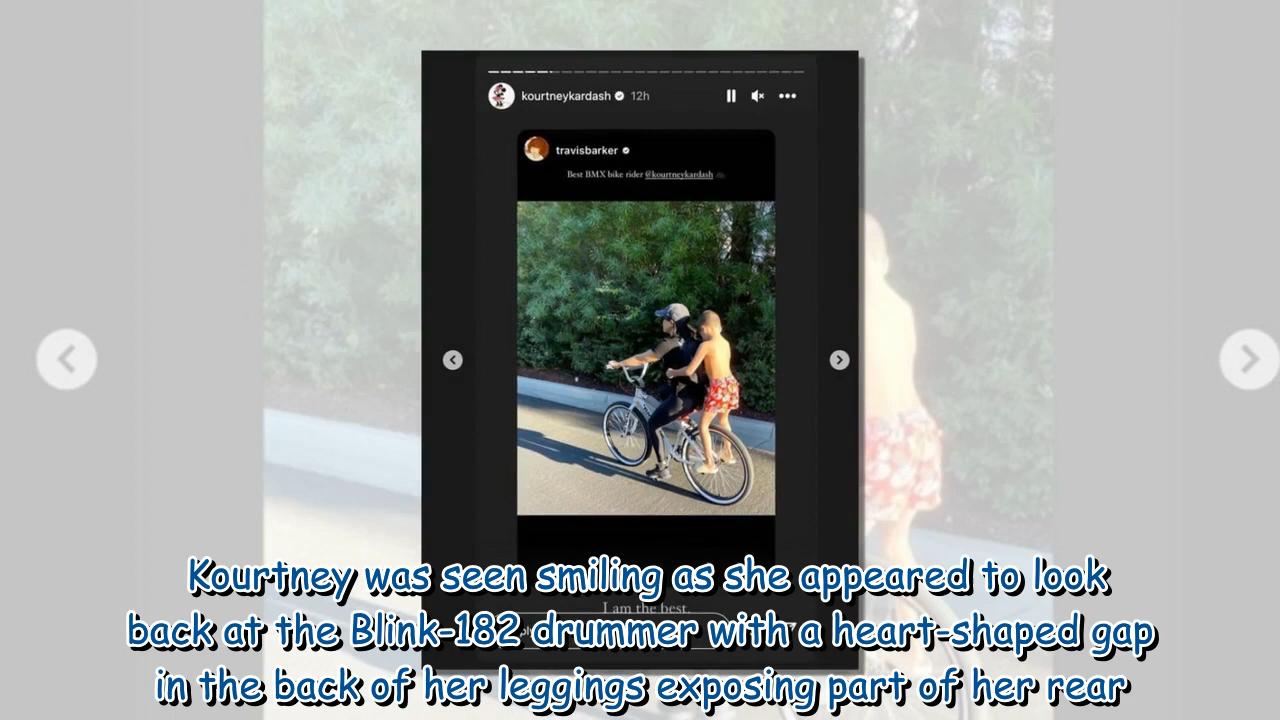 kourtneykardash 12h
travisbarker
Best BMX bike rider @kourtneykardash
I am the best.
Kourtney was seen smiling as she appeared to look
back at the Blink-182 drummer with a heart-shaped gap
in the back of her leggings exposing part of her rear